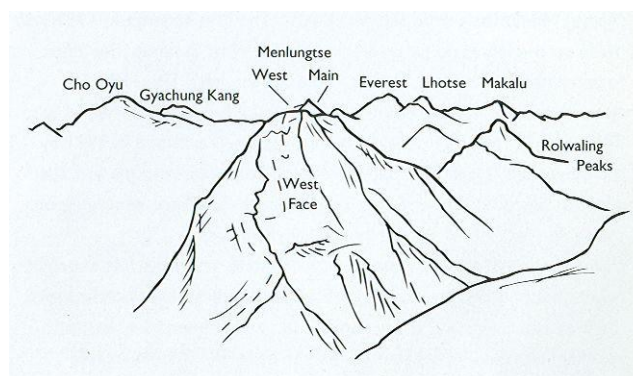 Menlungtse
West Main
Cho Oyu
Gyachung Kang
Everest Lhotse Makalu
Rolwaling
Peaks
West
Face